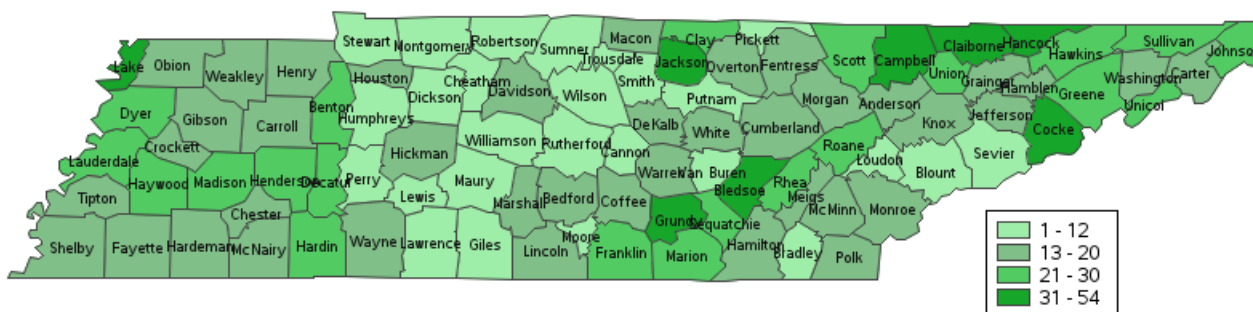 Stewart
Montgomery
Robertson
Sumner
Macon
Clay
Pickett
Claiborne
Hancock
Hawkins
Sullivan
Johnso
Lake
Obion
Weakley
Henry
Houston
Cheatham
Davidson
Trousdale
Smith
Jackson
Overton
Fentress
Scott
Campbell
Union
Grainger
Hamblen
Greene
Washington
Carter
Unicol
Dyer
Gibson
Carroll
Benton
Humphreys
Dickson
Wilson
Putnam
DeKalb
White
Cumberland
Morgan
Anderson
Knox
Jefferson
Cocke
Sevier
Crockett
Lauderdale
Haywood
Madison
Henderson
Decatur
Perry
Hickman
Williamson
Rutherford
Cannon
Warren
Van Buren
Bledsoe
Rhea
Roane
Loudon
Blount
Tipton
Chester
Lewis
Maury
Marshall
Bedford
Coffee
Grundy
Sequatchie
Meigs
McMinn
Monroe
Shelby
Fayette
Hardeman
McNairy
Hardin
Wayne
Lawrence
Giles
Lincoln
Moore
Franklin
Marion
Hamilton
Bradley
Polk
1 - 12
13 - 20
21 - 30
31 - 54